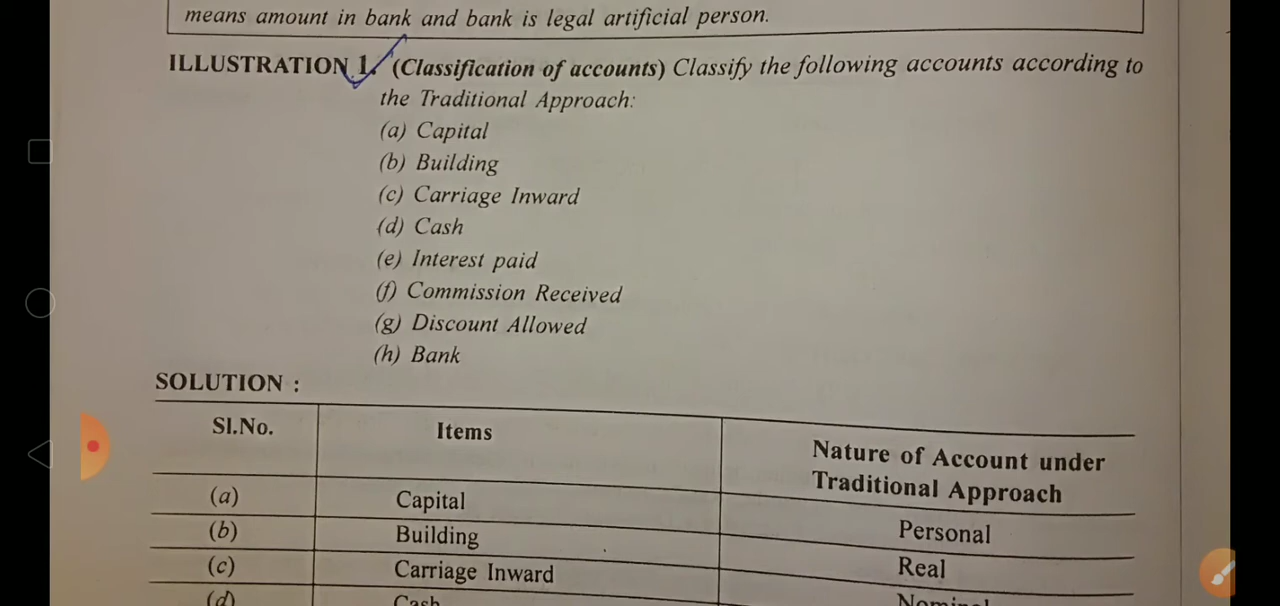 means amount in bank and bank is legal artificial person.
ILLUSTRATION 1. (Classification of accounts) Classify the following accounts according to
the Traditional Approach:
(a) Capital
(b) Building
(c) Carriage Inward
(d) Cash
(e) Interest paid
(f) Commission Received
(g) Discount Allowed
(h) Bank
SOLUTION :
Sl.No. Items Nature of Account under
Traditional Approach
(a) Capital Personal
(b) Building Real
(c) Carriage Inward Nominal
(d) Cash